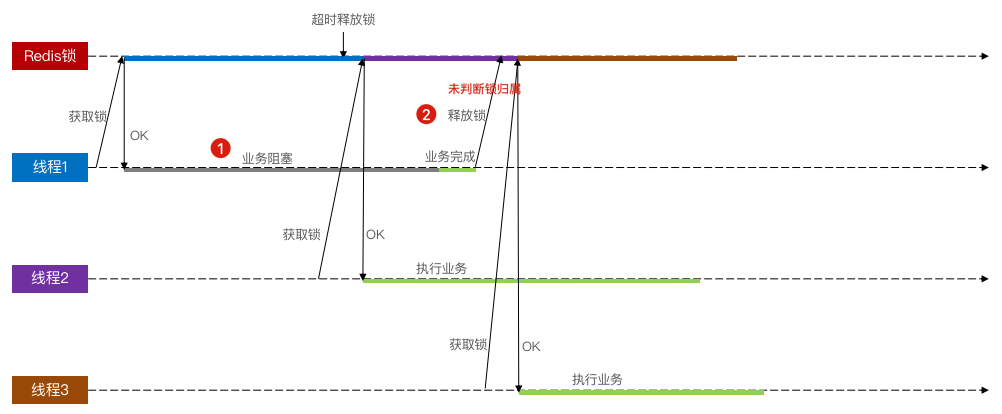 超时释放锁
Redis锁
未判断锁归属
获取锁
2
释放锁
OK
1
业务阻塞
业务完成
线程1
获取锁
OK
执行业务
线程2
获取锁
OK
执行业务
线程3